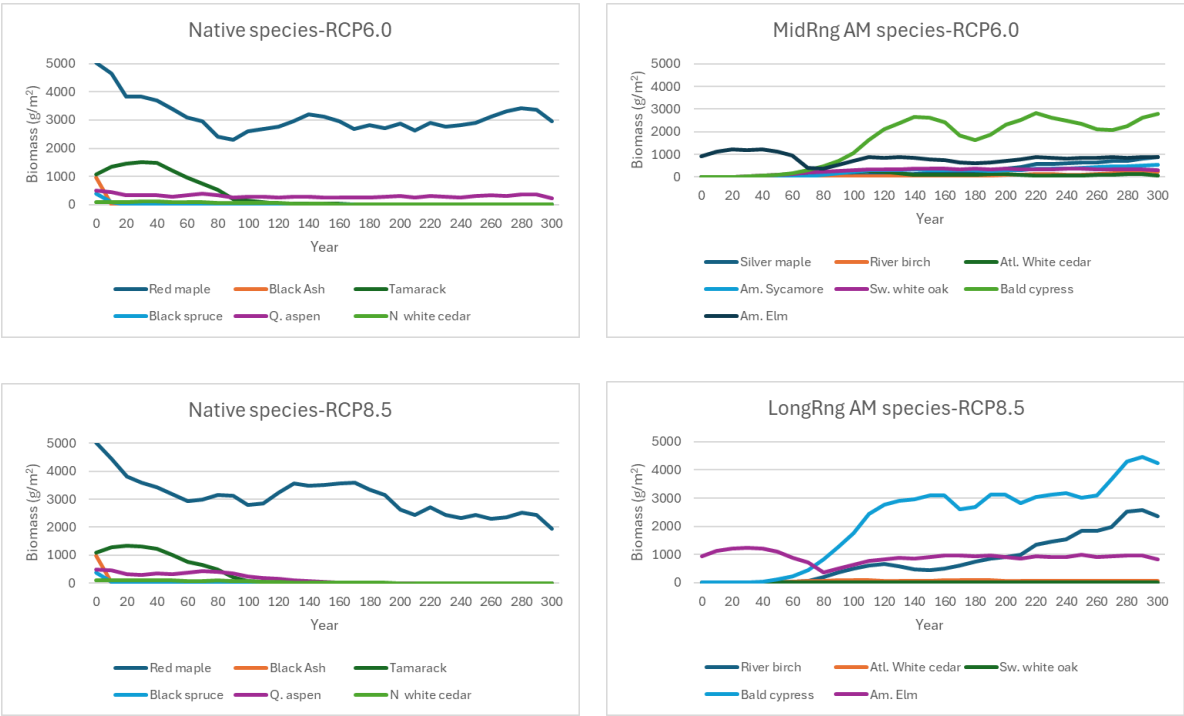 Native species-RCP6.0
Biomass (g/m²)
5000
4000
3000
2000
1000
0
0 20 40 60 80 100 120 140 160 180 200 220 240 260 280 300
Year
Red maple Black Ash Tamarack
Black spruce Q. aspen N white cedar
MidRng AM species-RCP6.0
Biomass (g/m²)
5000
4000
3000
2000
1000
0
0 20 40 60 80 100 120 140 160 180 200 220 240 260 280 300
Year
Silver maple River birch Atl. White cedar
Am. Sycamore Sw. white oak Bald cypress
Am. Elm
Native species-RCP8.5
Biomass (g/m²)
5000
4000
3000
2000
1000
0
0 20 40 60 80 100 120 140 160 180 200 220 240 260 280 300
Year
Red maple Black Ash Tamarack
Black spruce Q. aspen N white cedar
LongRng AM species-RCP8.5
Biomass (g/m²)
5000
4000
3000
2000
1000
0
0 20 40 60 80 100 120 140 160 180 200 220 240 260 280 300
Year
River birch Atl. White cedar Sw. white oak
Bald cypress Am. Elm